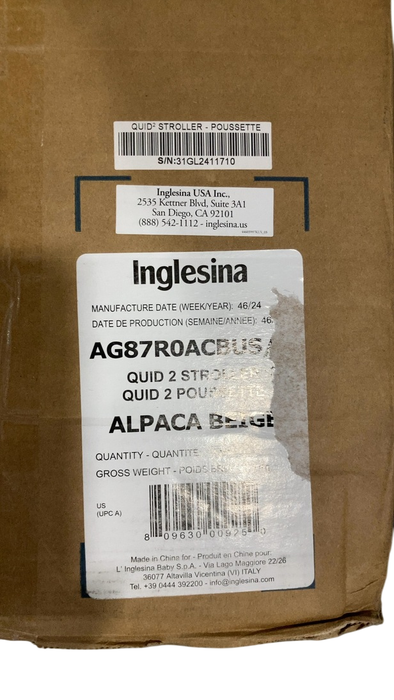 QUID² STROLLER - POUSSETTE
S/N:31GL2411710
Inglesina USA Inc.,
2535 Kettner Blvd, Suite 3A1
San Diego, CA 92101
(888) 542-1112 - inglesina.us
Inglesina
MANUFACTURE DATE (WEEK/YEAR): 46/24
DATE DE PRODUCTION (SEMAINE/ANNEE): 46
AG87R0ACBUS
QUID 2 STROLLER
QUID 2 POUSSETTE
ALPACA BEIGE
QUANTITY - QUANTITE
GROSS WEIGHT - POIDS
US
(UPC A)
8 09630 00925 0
Made in China for - Produit en Chine pour:
L' Inglesina Baby S.p.A. - Via Lago Maggiore 22/26
36077 Altavilla Vicentina (VI) ITALY
Tel. +39 0444 392200 - info@inglesina.com